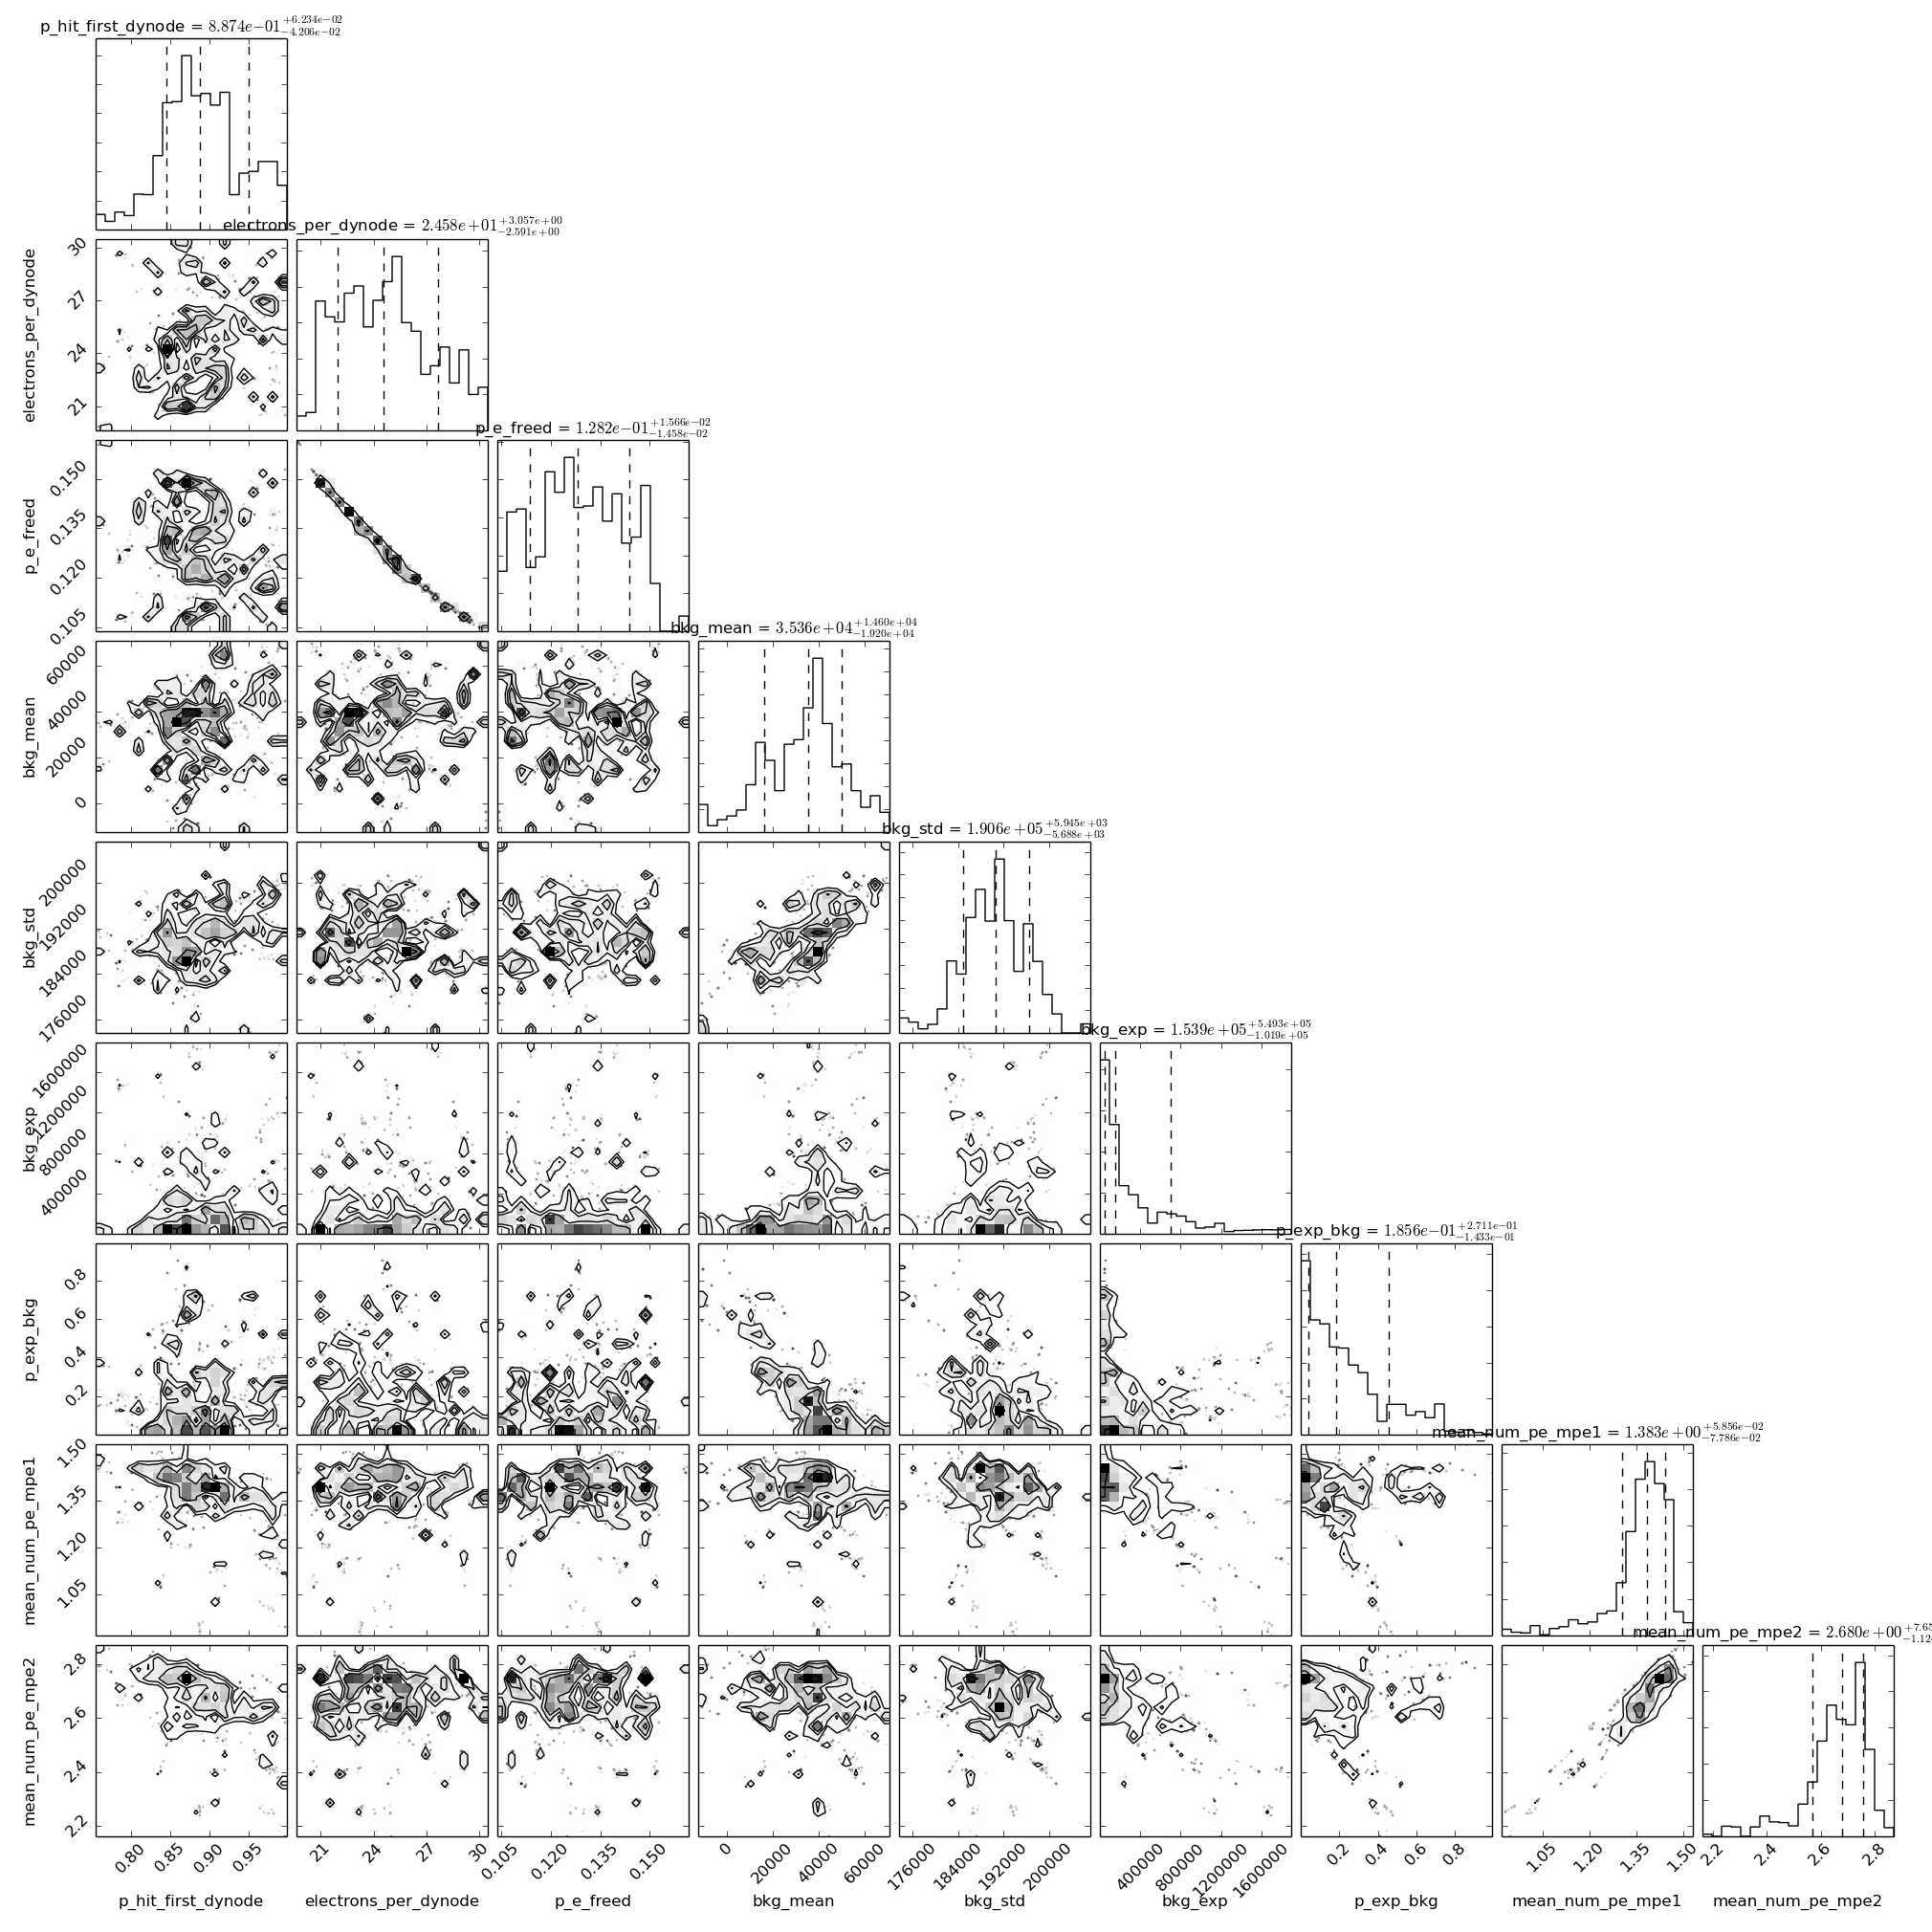 p_hit_first_dynode = 8.874e−01 +6.234e−02 −4.206e−02
electrons_per_dynode = 2.458e+01 +3.057e+00 −2.591e+00
30
27
24
21
electrons_per_dynode
p_e_freed = 1.282e−01 +1.566e−02 −1.458e−02
0.150
0.135
0.120
0.105
p_e_freed
bkg_mean = 3.536e+04 +1.460e+04 −1.920e+04
60000
40000
20000
0
bkg_mean
bkg_std = 1.906e+05 +5.945e+03 −5.688e+03
200000
192000
184000
176000
bkg_std
bkg_exp = 1.539e+05 +5.493e+05 −1.019e+05
1600000
1200000
800000
400000
bkg_exp
p_exp_bkg = 1.856e−01 +2.711e−01 −1.433e−01
0.8
0.6
0.4
0.2
p_exp_bkg
mean_num_pe_mpe1 = 1.383e+00 +5.856e−02 −7.786e−02
1.50
1.35
1.20
1.05
mean_num_pe_mpe1
mean_num_pe_mpe2 = 2.680e+00 +7.65 −1.12
2.8
2.6
2.4
2.2
mean_num_pe_mpe2
0.80 0.85 0.90 0.95 21 24 27 30 0.105 0.120 0.135 0.150 0 20000 40000 60000 176000 184000 192000 200000 400000 800000 1200000 1600000 0.2 0.4 0.6 0.8 1.05 1.20 1.35 1.50 2.2 2.4 2.6 2.8
p_hit_first_dynode electrons_per_dynode p_e_freed bkg_mean bkg_std bkg_exp p_exp_bkg mean_num_pe_mpe1 mean_num_pe_mpe2